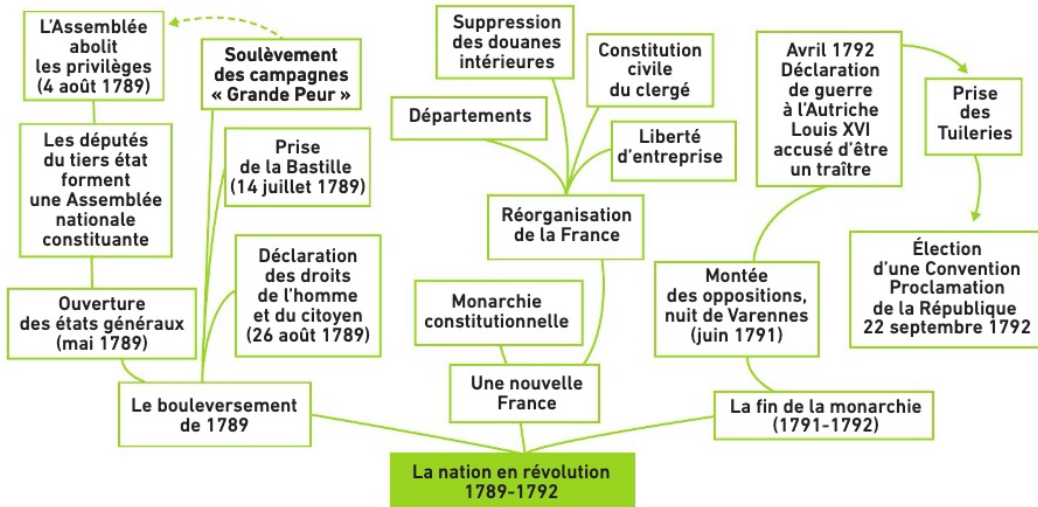 L’Assemblée
abolit
les privilèges
(4 août 1789)
Soulèvement
des campagnes
« Grande Peur »
Suppression
des douanes
intérieures
Constitution
civile
du clergé
Avril 1792
Déclaration
de guerre
à l’Autriche
Louis XVI
accusé d’être
un traître
Prise
des
Tuileries
Départements
Liberté
d’entreprise
Les députés
du tiers état
forment
une Assemblée
nationale
constituante
Prise
de la Bastille
(14 juillet 1789)
Réorganisation
de la France
Déclaration
des droits
de l’homme
et du citoyen
(26 août 1789)
Élection
d’une Convention
Proclamation
de la République
22 septembre 1792
Ouverture
des états généraux
(mai 1789)
Monarchie
constitutionnelle
Montée
des oppositions,
nuit de Varennes
(juin 1791)
Le bouleversement
de 1789
Une nouvelle
France
La fin de la monarchie
(1791-1792)
La nation en révolution
1789-1792